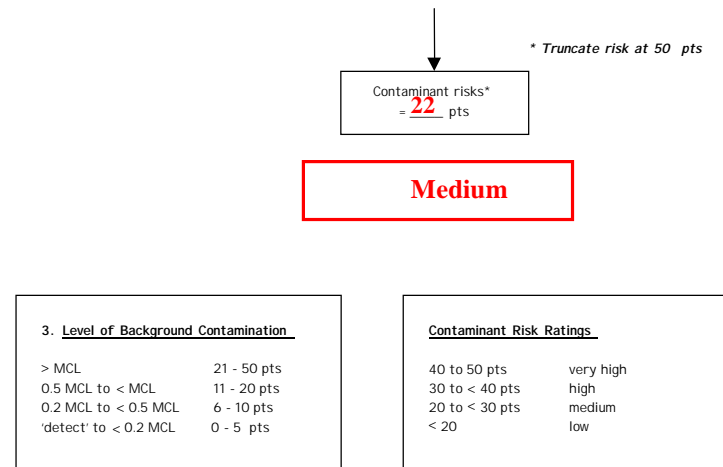 * Truncate risk at 50 pts
Contaminant risks*
= 22 pts
Medium
3. Level of Background Contamination
> MCL 21 - 50 pts
0.5 MCL to < MCL 11 - 20 pts
0.2 MCL to < 0.5 MCL 6 - 10 pts
'detect' to < 0.2 MCL 0 - 5 pts
Contaminant Risk Ratings
40 to 50 pts very high
30 to < 40 pts high
20 to < 30 pts medium
< 20 low